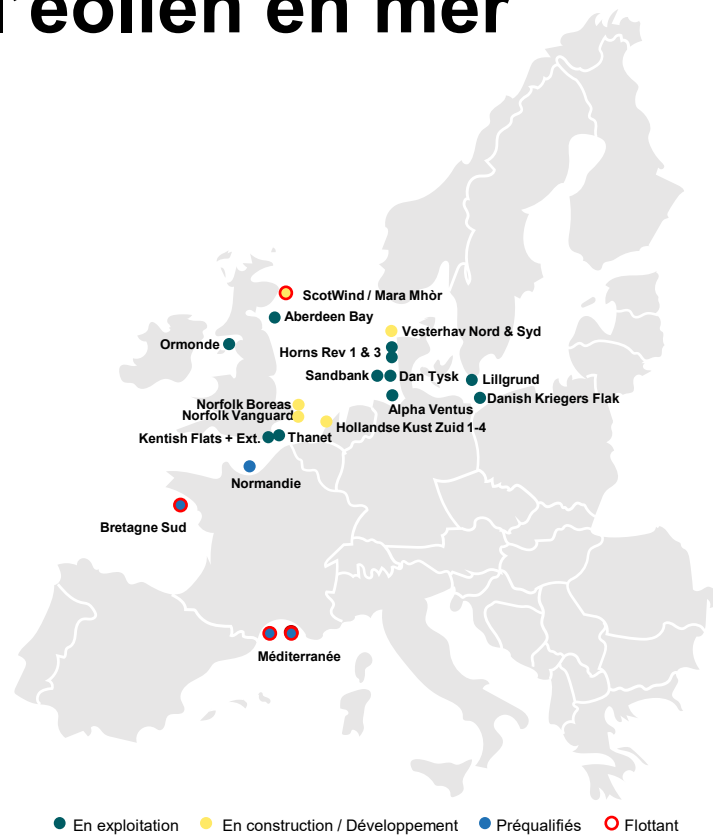 l'éolien en mer
ScotWind / Mara Mhòr
Aberdeen Bay
Vesterhav Nord & Syd
Ormonde
Horns Rev 1 & 3
Sandbank
Dan Tysk
Lillgrund
Danish Kriegers Flak
Alpha Ventus
Norfolk Boreas
Norfolk Vanguard
Hollandse Kust Zuid 1-4
Kentish Flats + Ext.
Thanet
Normandie
Bretagne Sud
Méditerranée
En exploitation En construction / Développement Préqualifiés Flottant